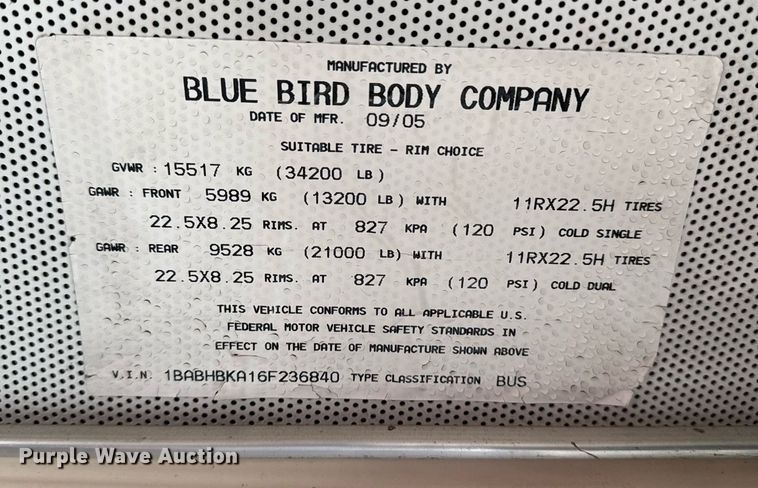 MANUFACTURED BY
BLUE BIRD BODY COMPANY
DATE OF MFR. 09/05
SUITABLE TIRE - RIM CHOICE
GVWR : 15517 KG (34200 LB)
GAWR : FRONT 5989 KG (13200 LB) WITH 11RX22.5H TIRES
22.5X8.25 RIMS. AT 827 KPA (120 PSI) COLD SINGLE
GAWR : REAR 9528 KG (21000 LB) WITH 11RX22.5H TIRES
22.5X8.25 RIMS. AT 827 KPA (120 PSI) COLD DUAL
THIS VEHICLE CONFORMS TO ALL APPLICABLE U.S.
FEDERAL MOTOR VEHICLE SAFETY STANDARDS IN
EFFECT ON THE DATE OF MANUFACTURE SHOWN ABOVE
V.I.N. 1BABHBKA16F236840 TYPE CLASSIFICATION BUS
Purple Wave Auction